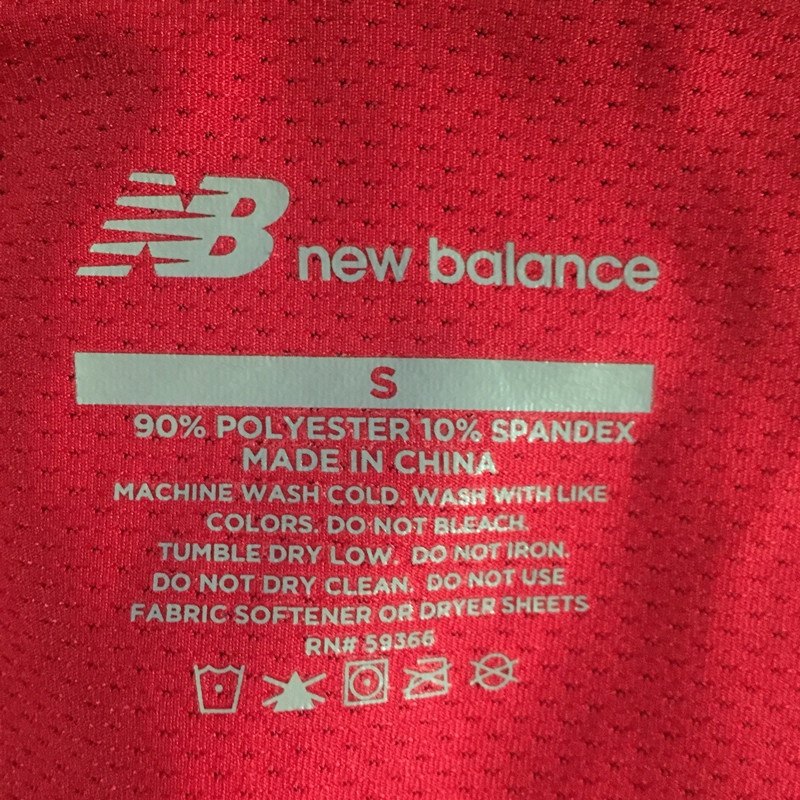 NB new balance
S
90% POLYESTER 10% SPANDEX
MADE IN CHINA
MACHINE WASH COLD. WASH WITH LIKE
COLORS. DO NOT BLEACH.
TUMBLE DRY LOW. DO NOT IRON.
DO NOT DRY CLEAN. DO NOT USE
FABRIC SOFTENER OR DRYER SHEETS
RN# 59366